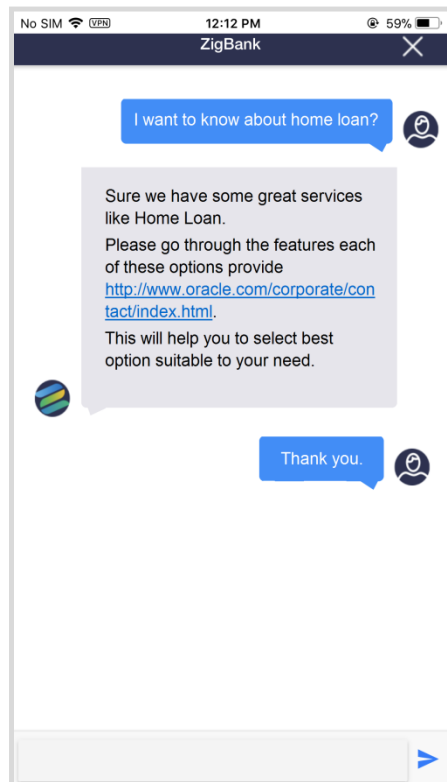 No SIM VPN 12:12 PM 59%
ZigBank
I want to know about home loan?
Sure we have some great services
like Home Loan.
Please go through the features each
of these options provide
http://www.oracle.com/corporate/con
tact/index.html.
This will help you to select best
option suitable to your need.
Thank you.